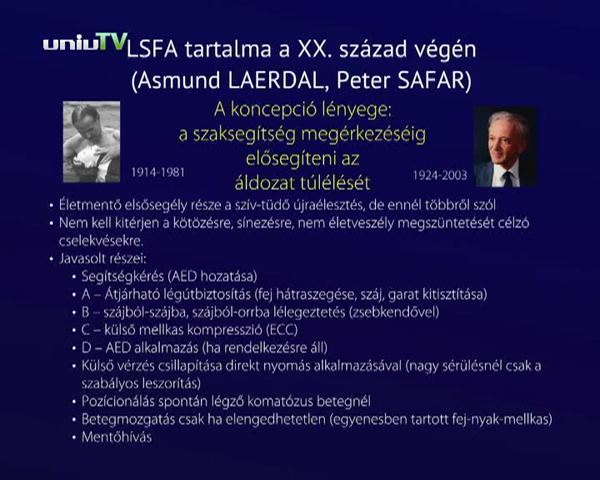 uniuTV
LSFA tartalma a XX. század végén
(Asmund LAERDAL, Peter SAFAR)
A koncepció lényege:
a szaksegítség megérkezéséig
elősegíteni az
áldozat túlélését
1914-1981
1924-2003
• Életmentő elsősegély része a szív-tüdő újraélesztés, de ennél többről szól
• Nem kell kitérjen a kötözésre, sínezésre, nem életveszély megszüntetését célzó
cselekvésekre.
• Javasolt részei:
• Segítségkérés (AED hozatása)
• A – Átjárható légútbiztosítás (fej hátraszegése, száj, garat kitisztítása)
• B – szájból-szájba, szájból-orrba lélegeztetés (zsebkendővel)
• C – külső mellkas kompresszió (ECC)
• D – AED alkalmazás (ha rendelkezésre áll)
• Külső vérzés csillapítása direkt nyomás alkalmazásával (nagy sérülésnél csak a
szabályos leszorítás)
• Pozícionálás spontán légző komatózus betegnél
• Betegmozgatás csak ha elengedhetetlen (egyenesben tartott fej-nyak-mellkas)
• Mentőhívás